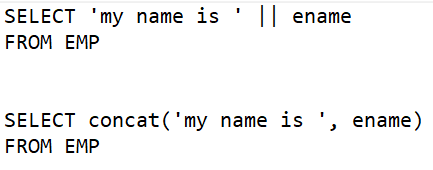 SELECT 'my name is ' || ename
FROM EMP
SELECT concat('my name is ', ename)
FROM EMP